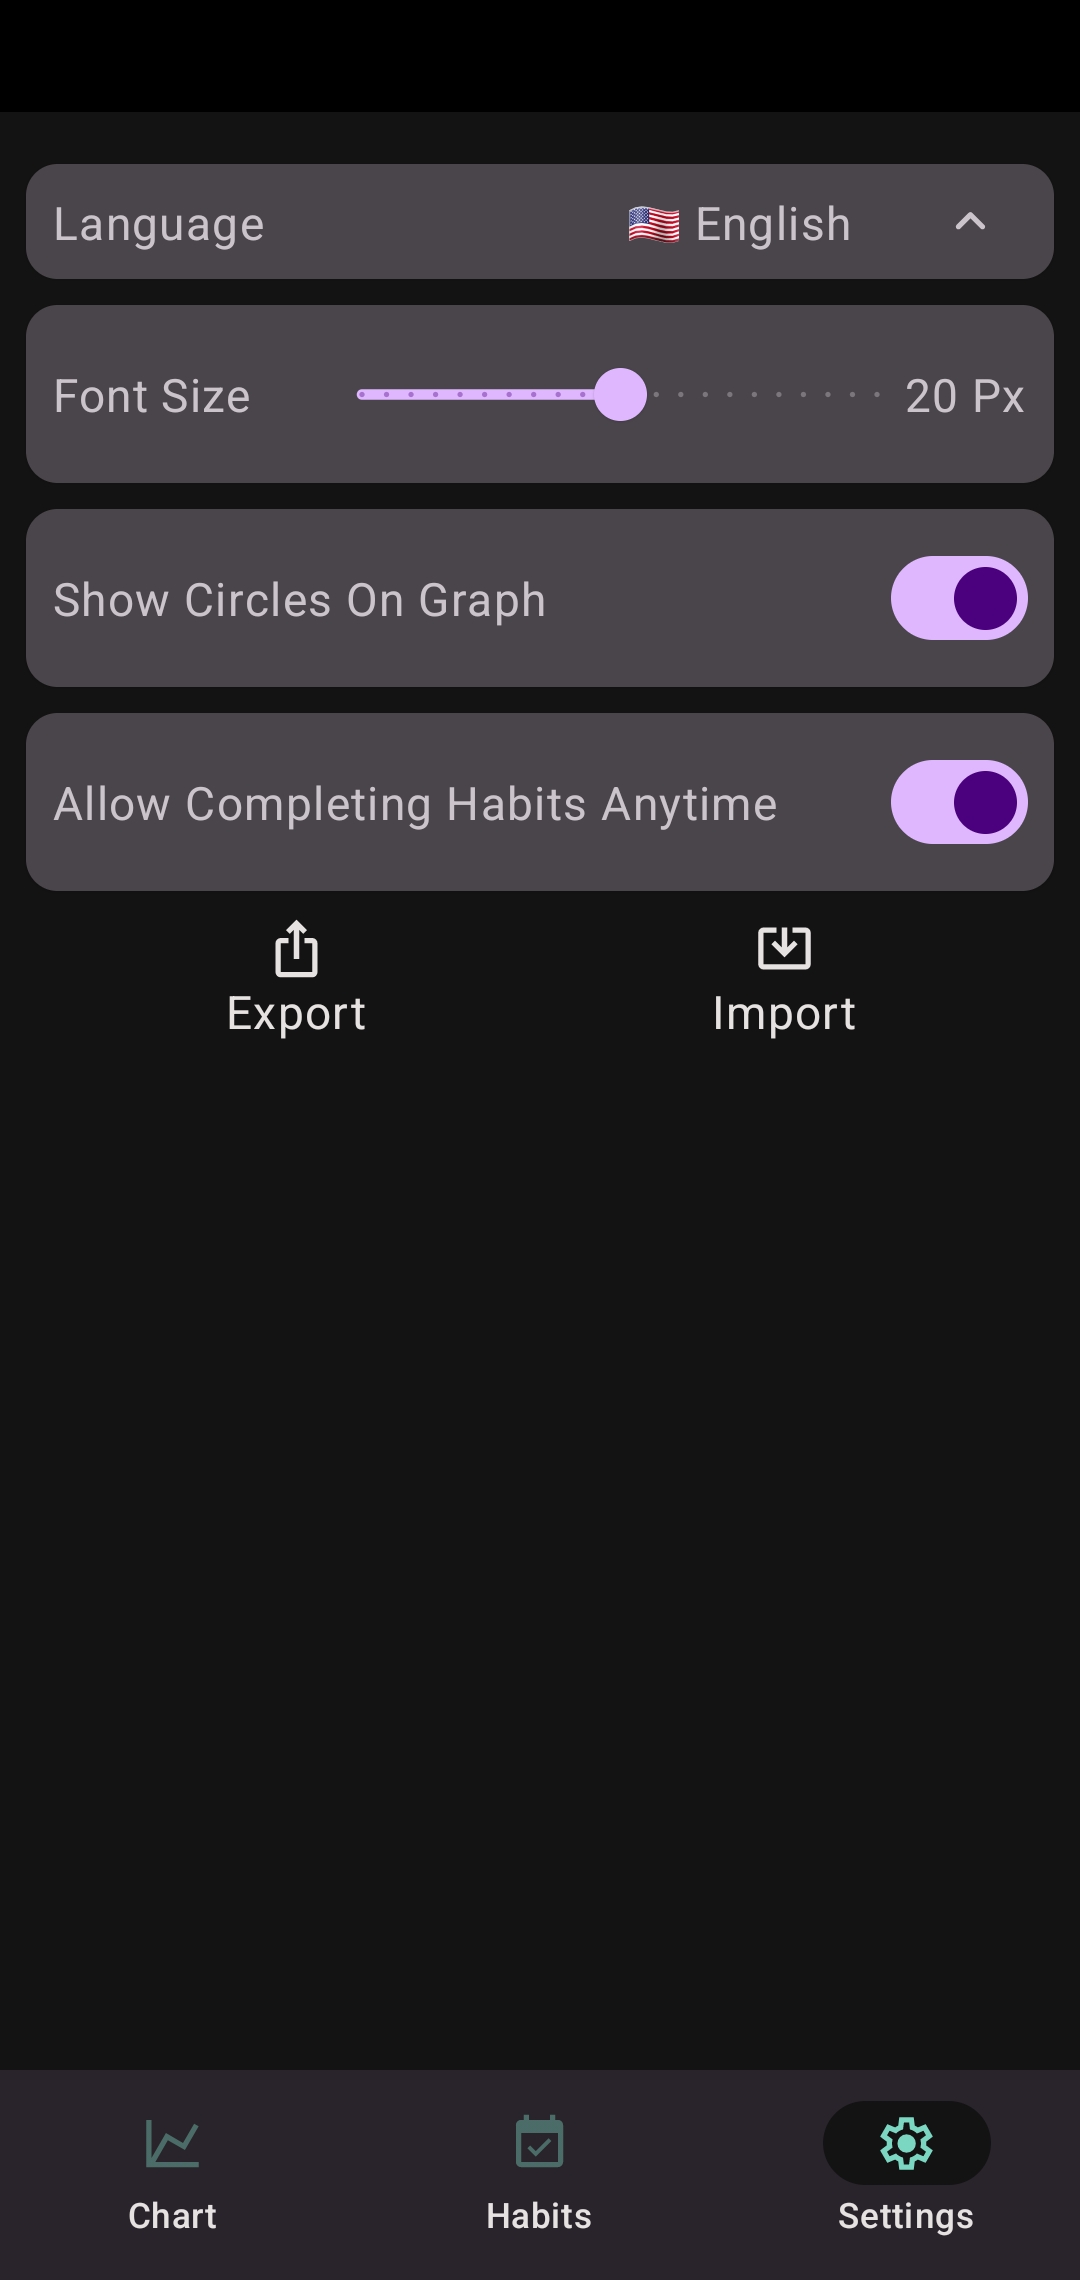 Language 🇺🇸 English
Font Size 20 Px
Show Circles On Graph
Allow Completing Habits Anytime
Export Import
Chart Habits Settings